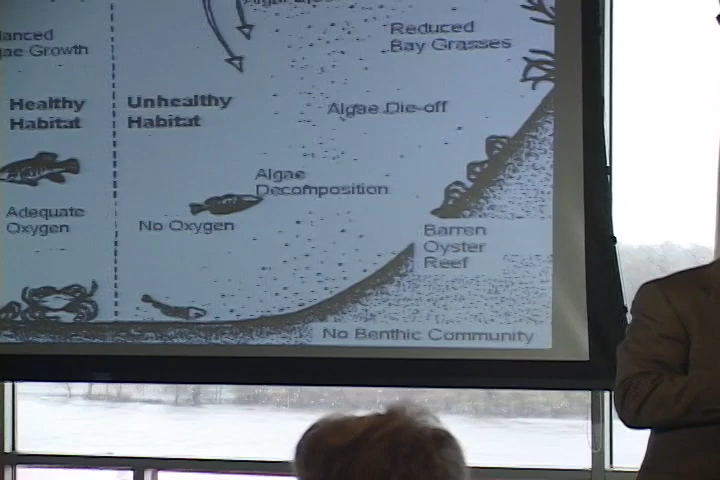 Reduced
Bay Grasses
Growth
Healthy
Habitat
Unhealthy
Habitat
Algae Die-off
Algae
Decomposition
Adequate
Oxygen
No Oxygen
Barren
Oyster
Reef
No Benthic Community